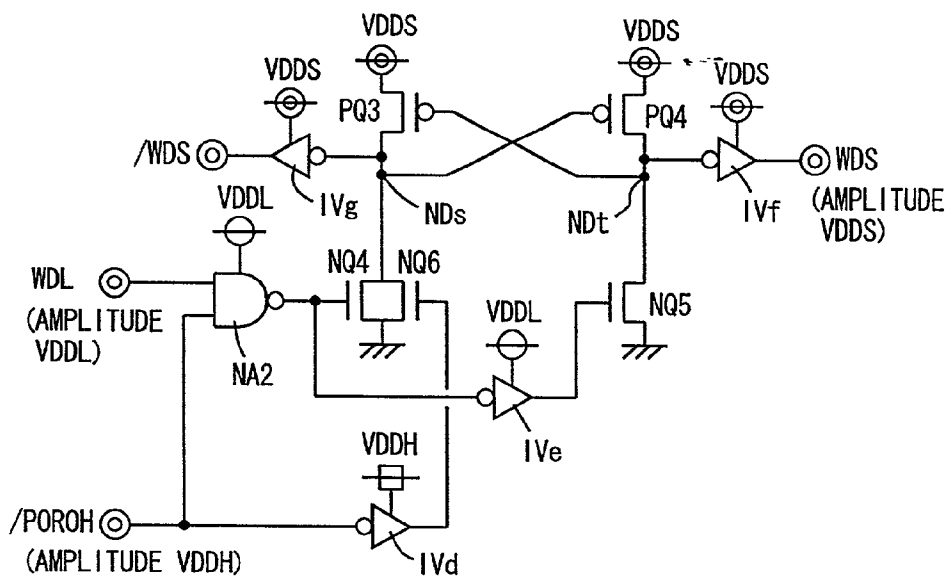 VDDS
VDDS
VDDS
VDDS
PQ3
PQ4
/WDS
WDS
IVg
NDs
NDt
IVf
(AMPLITUDE
VDDS)
VDDL
WDL
NQ4
NQ6
NQ5
(AMPLITUDE
VDDL)
NA2
VDDL
IVe
VDDH
/POROH
(AMPLITUDE VDDH)
IVd